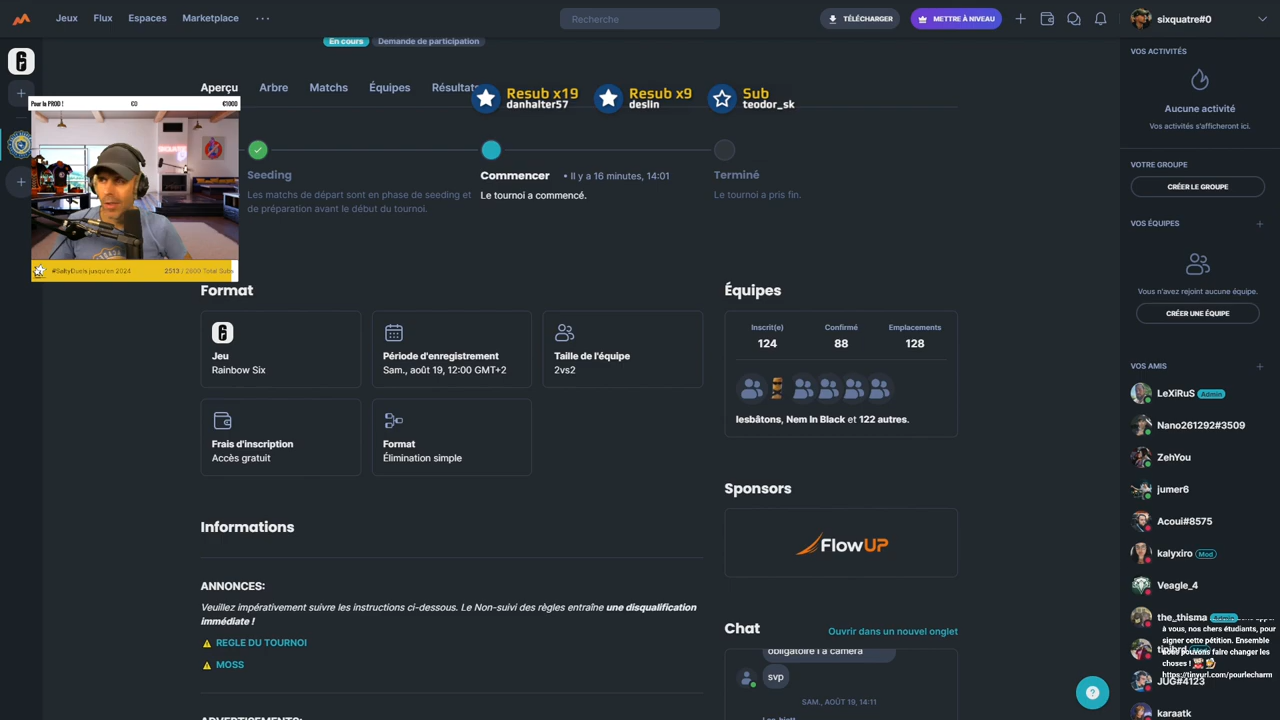 Jeux
Flux
Espaces
Marketplace
Recherche
TÉLÉCHARGER
METTRE À NIVEAU
sixquatre#0
En cours
Demande de participation
Aperçu
Arbre
Matchs
Équipes
Résultats
Resub x19
danhalter57
Resub x9
deslin
Sub
teodor_sk
Pour la PROD !
€0
€1000
#SaltyDuels jusqu'en 2024
2513 / 2600 Total Subs
Seeding
Les matchs de départ sont en phase de seeding et
de préparation avant le début du tournoi.
Commencer
• Il y a 16 minutes, 14:01
Le tournoi a commencé.
Terminé
Le tournoi a pris fin.
Format
Jeu
Rainbow Six
Période d'enregistrement
Sam., août 19, 12:00 GMT+2
Taille de l'équipe
2vs2
Frais d'inscription
Accès gratuit
Format
Élimination simple
Informations
ANNONCES:
Veuillez impérativement suivre les instructions ci-dessous. Le Non-suivi des règles entraîne une disqualification
immédiate !
REGLE DU TOURNOI
MOSS
Équipes
Inscrit(e)
Confirmé
Emplacements
124
88
128
lesbâtons, Nem In Black et 122 autres.
Sponsors
FlowUP
Chat
Ouvrir dans un nouvel onglet
obligatoire l a caméra
svp
SAM., AOÛT 19, 14:11
VOS ACTIVITÉS
Aucune activité
Vos activités s'afficheront ici.
VOTRE GROUPE
CRÉER LE GROUPE
VOS ÉQUIPES
Vous n'avez rejoint aucune équipe.
CRÉER UNE ÉQUIPE
VOS AMIS
LeXiRuS Admin
Nano261292#3509
ZehYou
jumer6
Acoui#8575
kalyxiro Mod
Veagle_4
the_thisma Admin
à vous, nos chers étudiants, pour
signer cette pétition. Ensemble
nous pouvons faire changer les
choses !
https://tinyurl.com/pourlecharm
JUG#4123
karaatk